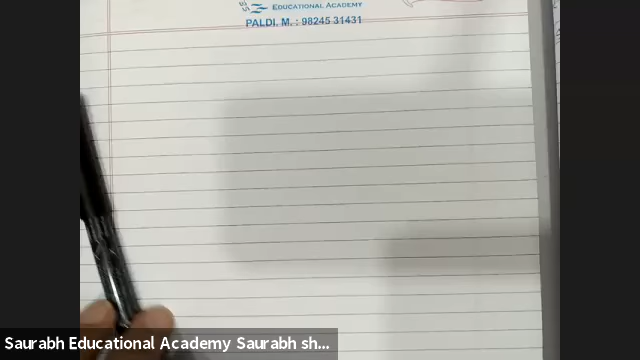 EDUCATIONAL ACADEMY
PALDI. M. : 98245 31431
Saurabh Educational Academy Saurabh sh...